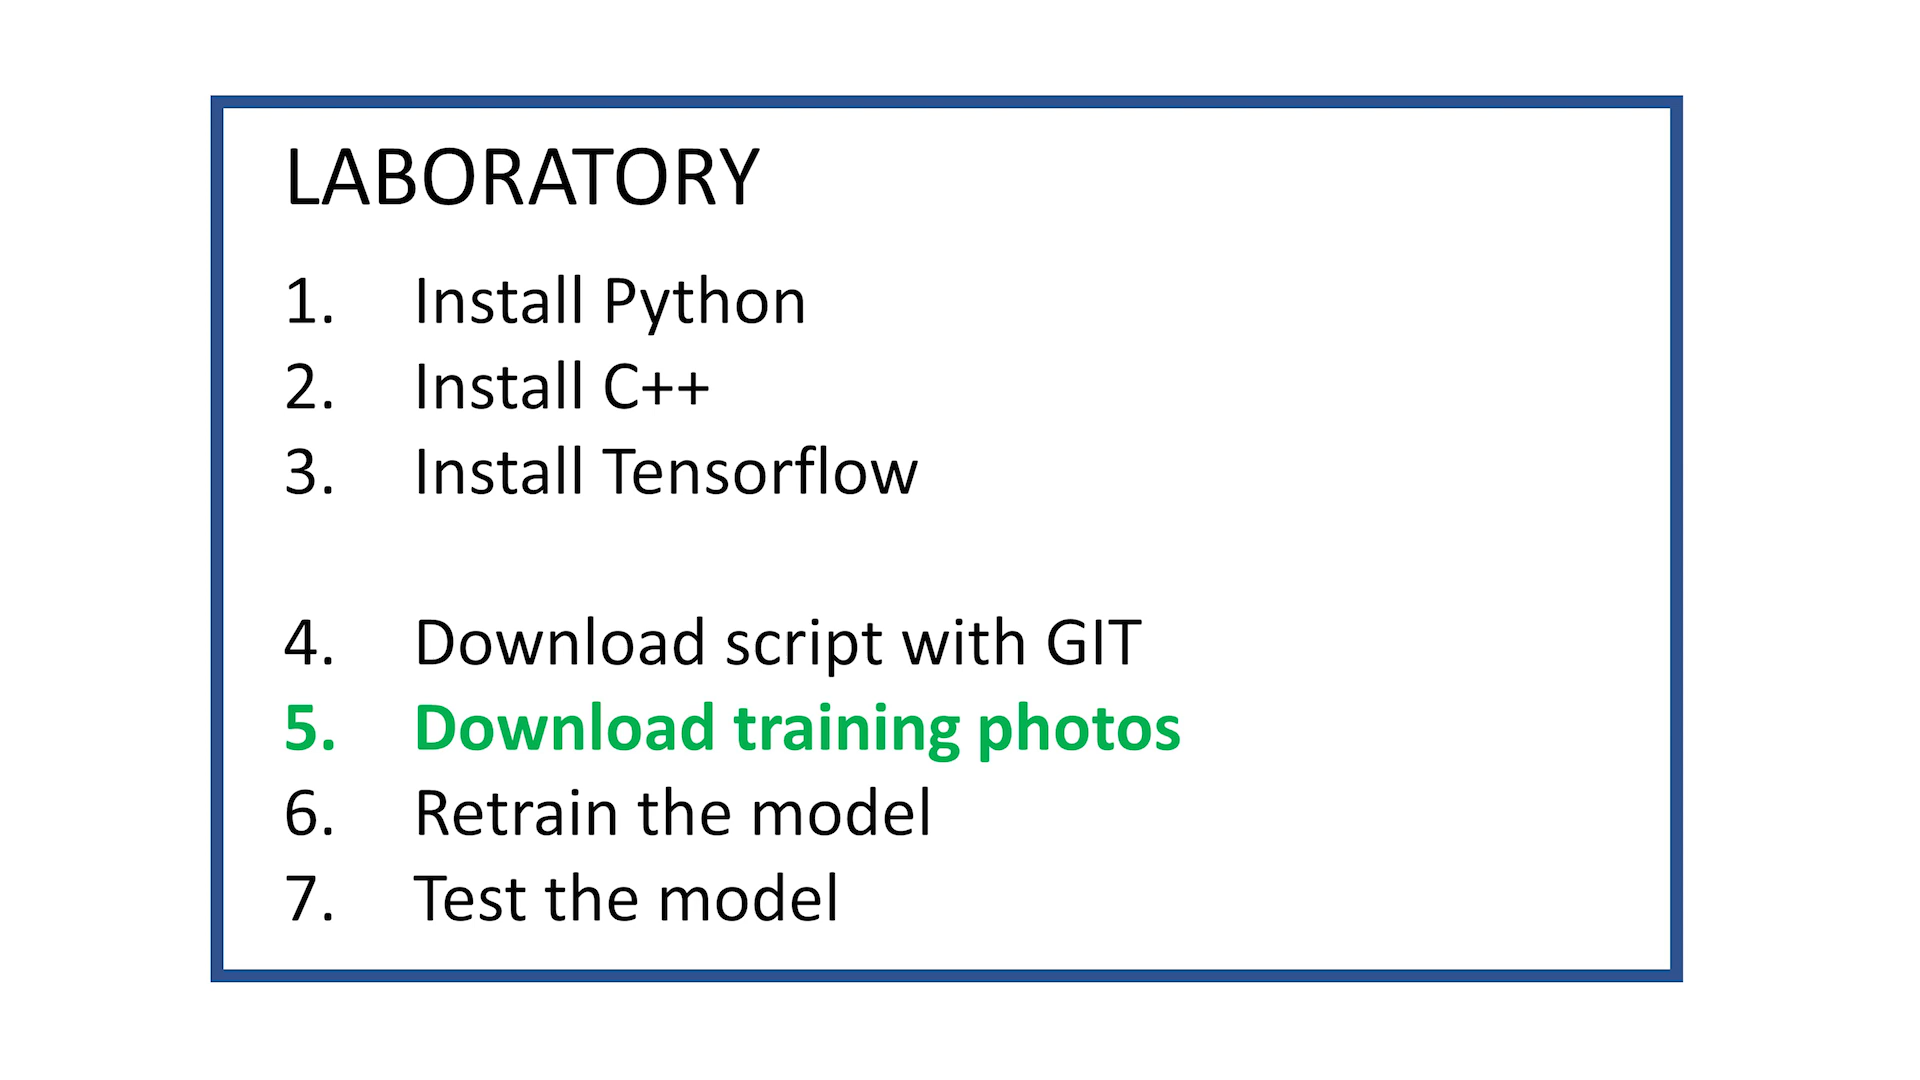 LABORATORY
1. Install Python
2. Install C++
3. Install Tensorflow
4. Download script with GIT
5. Download training photos
6. Retrain the model
7. Test the model